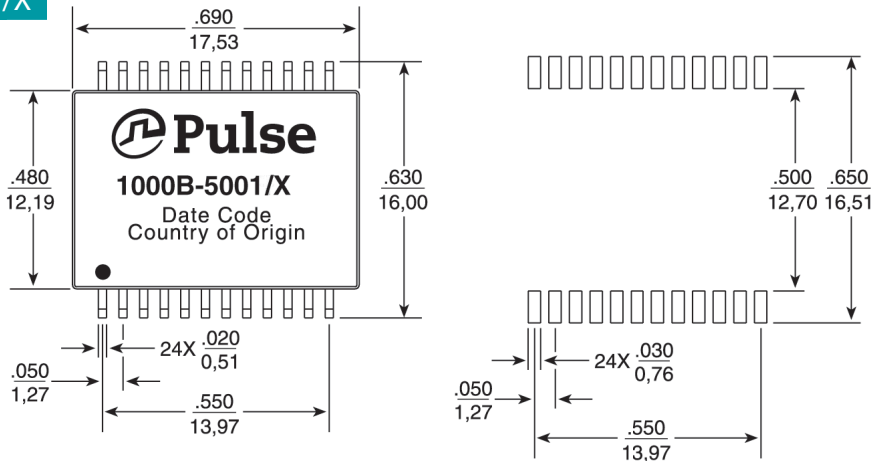 /X
.690
17,53
Pulse
1000B-5001/X
Date Code
Country of Origin
.480
12,19
.630
16,00
24X .020
0,51
.050
1,27
.550
13,97
.500
12,70
.650
16,51
24X .030
0,76
.050
1,27
.550
13,97